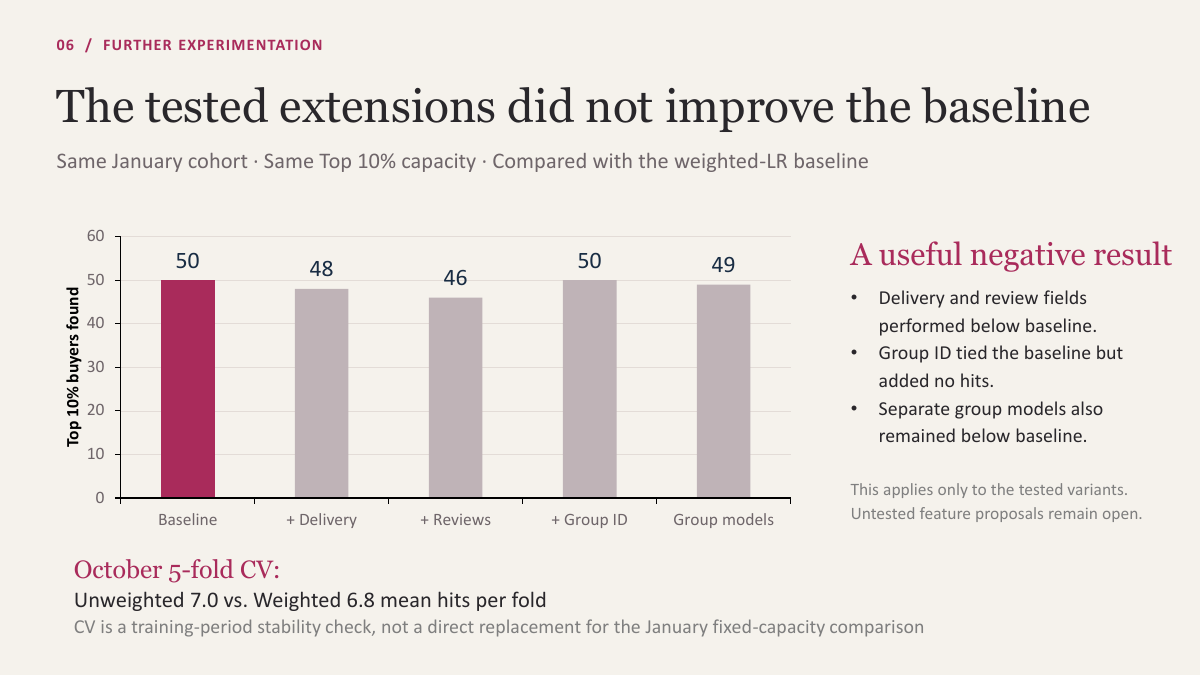 06 / FURTHER EXPERIMENTATION
The tested extensions did not improve the baseline
Same January cohort · Same Top 10% capacity · Compared with the weighted-LR baseline
Top 10% buyers found
60
50
40
30
20
10
0
50
48
46
50
49
Baseline
+ Delivery
+ Reviews
+ Group ID
Group models
A useful negative result
• Delivery and review fields
performed below baseline.
• Group ID tied the baseline but
added no hits.
• Separate group models also
remained below baseline.
This applies only to the tested variants.
Untested feature proposals remain open.
October 5-fold CV:
Unweighted 7.0 vs. Weighted 6.8 mean hits per fold
CV is a training-period stability check, not a direct replacement for the January fixed-capacity comparison